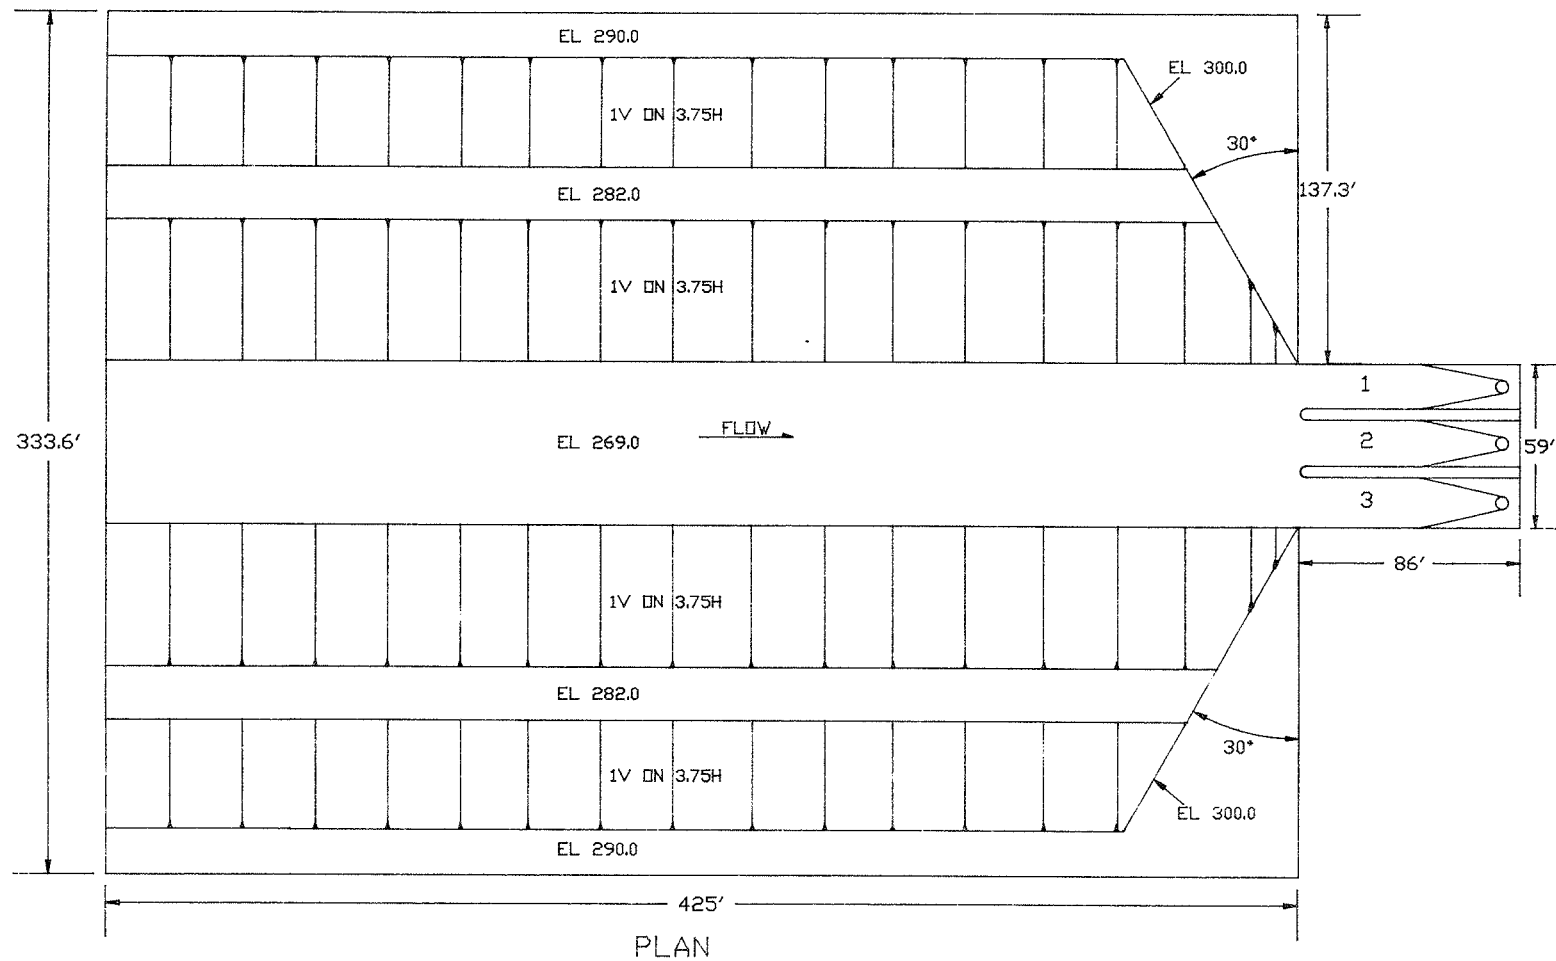 EL 290.0
EL 300.0
1V ON 3.75H
30°
137.3'
EL 282.0
1V ON 3.75H
1
333.6'
EL 269.0
FLOW
2
59'
3
86'
1V ON 3.75H
EL 282.0
30°
1V ON 3.75H
EL 300.0
EL 290.0
425'
PLAN